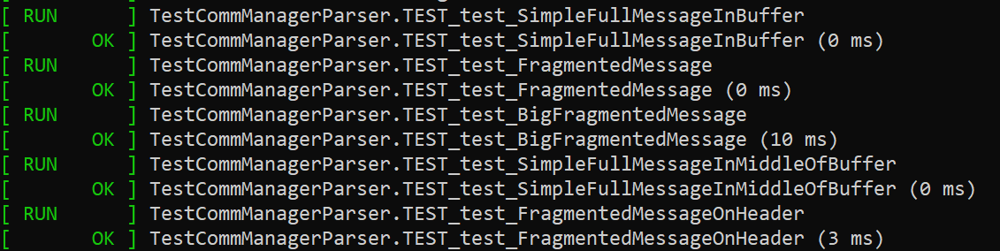 [ RUN      ] TestCommManagerParser.TEST_test_SimpleFullMessageInBuffer
[       OK ] TestCommManagerParser.TEST_test_SimpleFullMessageInBuffer (0 ms)
[ RUN      ] TestCommManagerParser.TEST_test_FragmentedMessage
[       OK ] TestCommManagerParser.TEST_test_FragmentedMessage (0 ms)
[ RUN      ] TestCommManagerParser.TEST_test_BigFragmentedMessage
[       OK ] TestCommManagerParser.TEST_test_BigFragmentedMessage (10 ms)
[ RUN      ] TestCommManagerParser.TEST_test_SimpleFullMessageInMiddleOfBuffer
[       OK ] TestCommManagerParser.TEST_test_SimpleFullMessageInMiddleOfBuffer (0 ms)
[ RUN      ] TestCommManagerParser.TEST_test_FragmentedMessageOnHeader
[       OK ] TestCommManagerParser.TEST_test_FragmentedMessageOnHeader (3 ms)